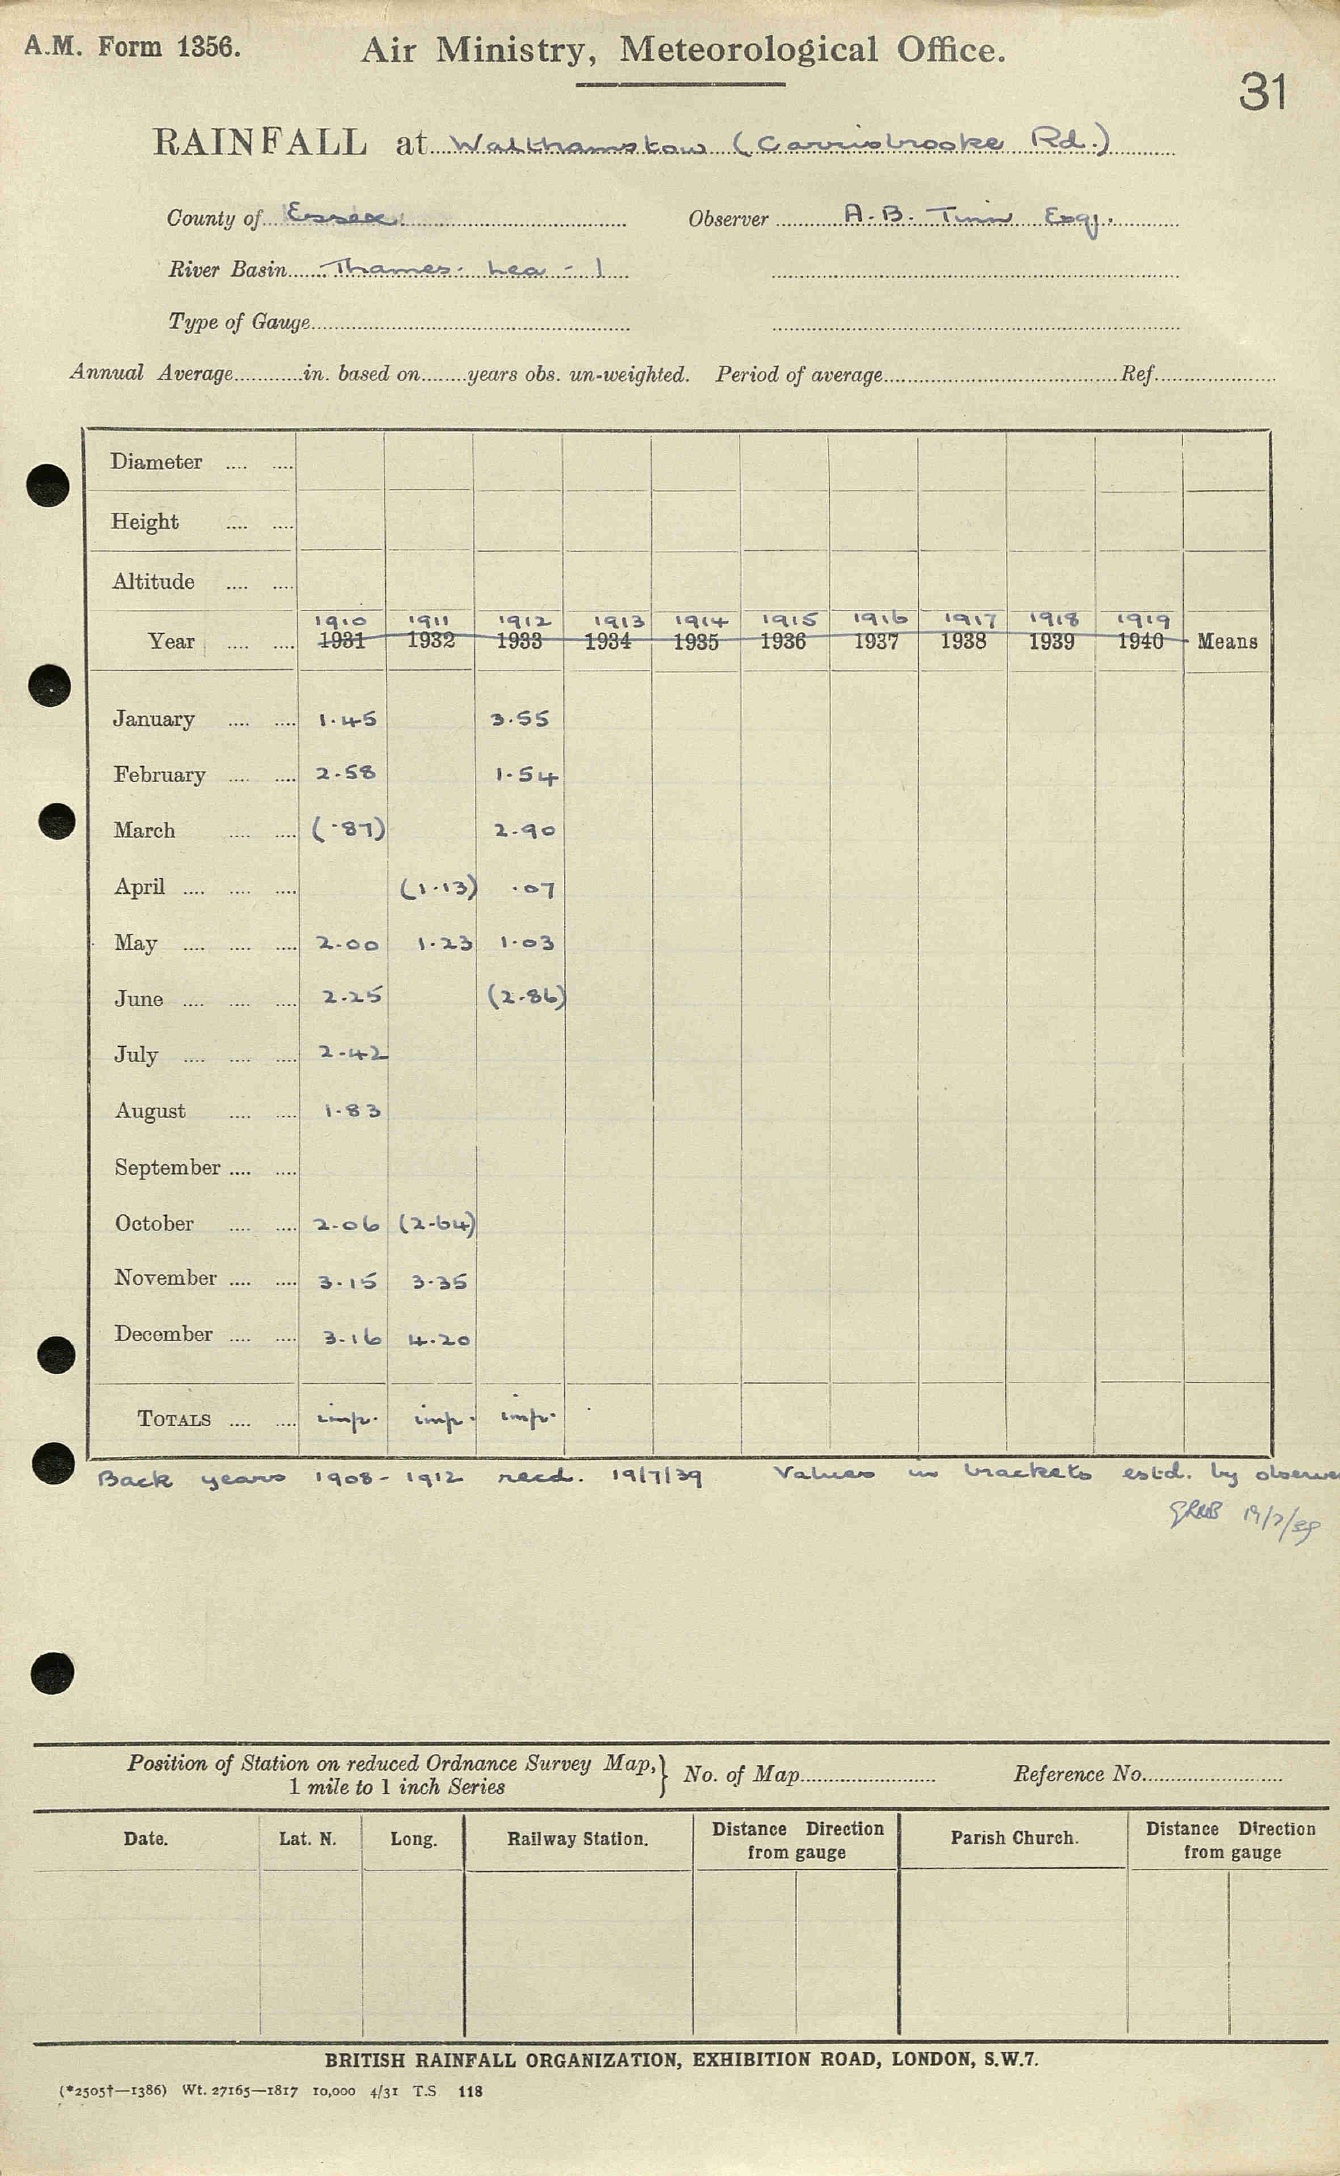 A.M. Form 1356. Air Ministry, Meteorological Office.
31
RAINFALL at Walthamstow (Carrisbrooke Rd.)
County of Essex Observer A.B. Tinn Esq.
River Basin Thames. Lea - 1
Type of Gauge
Annual Average in. based on years obs. un-weighted. Period of average Ref.
Diameter
Height
Altitude
1910 1911 1912 1913 1914 1915 1916 1917 1918 1919
Year 1931 1932 1933 1934 1935 1936 1937 1938 1939 1940 Means
January 1.45 3.55
February 2.58 1.54
March (.87) 2.90
April (1.13) .07
May 2.00 1.23 1.03
June 2.25 (2.86)
July 2.42
August 1.83
September
October 2.06 (2.64)
November 3.15 3.35
December 3.16 4.20
TOTALS imp. imp. imp.
Back years 1908-1912 recd. 19/7/39 Values in brackets estd. by observer
19/7/39
Position of Station on reduced Ordnance Survey Map,} No. of Map Reference No.
1 mile to 1 inch Series
Date. Lat. N. Long. Railway Station. Distance Direction Parish Church. Distance Direction
from gauge from gauge
BRITISH RAINFALL ORGANIZATION, EXHIBITION ROAD, LONDON, S.W.7.
(*2505†—1386) Wt. 27165—1817 10,000 4/31 T.S 118